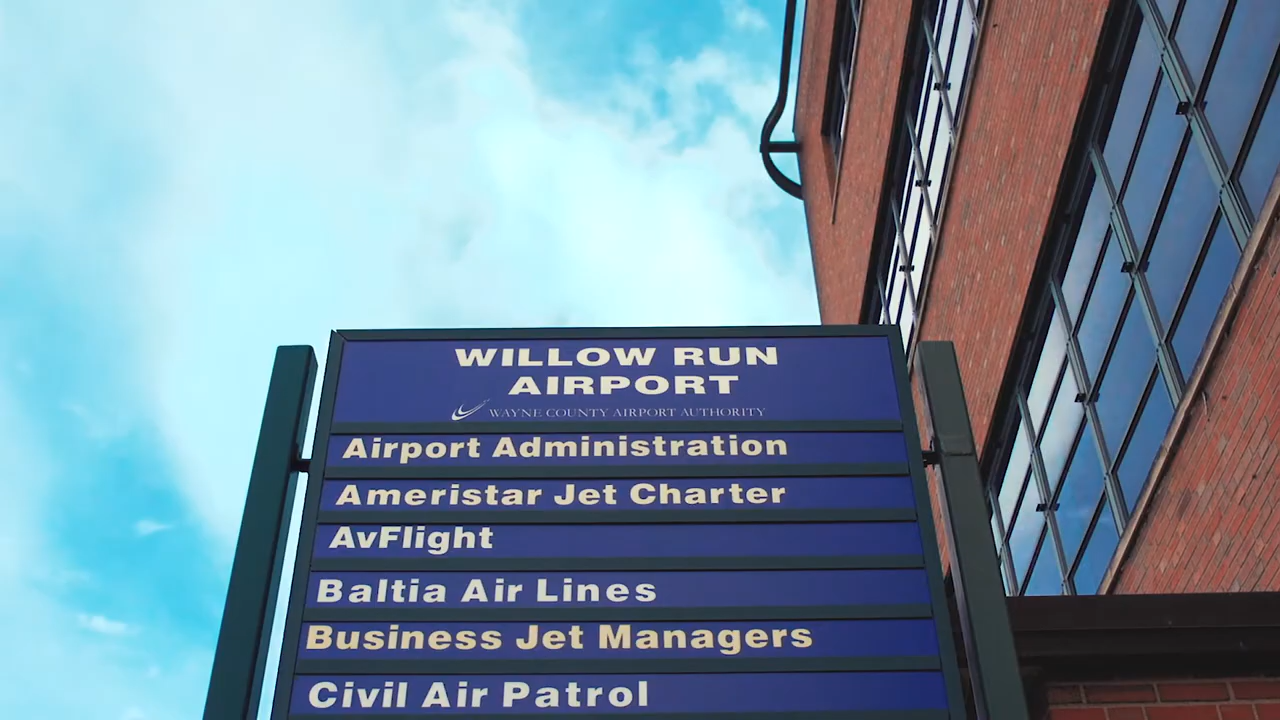 WILLOW RUN
AIRPORT
WAYNE COUNTY AIRPORT AUTHORITY
Airport Administration
Ameristar Jet Charter
AvFlight
Baltia Air Lines
Business Jet Managers
Civil Air Patrol